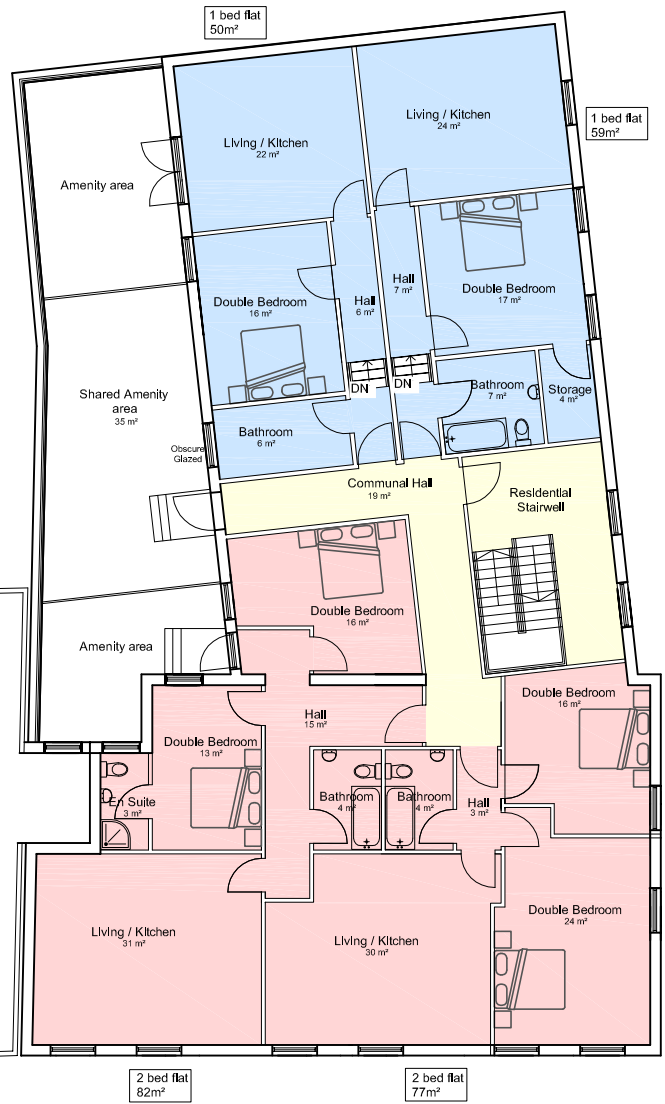 1 bed flat
50m²
1 bed flat
59m²
Living / Kitchen
24 m²
Living / Kitchen
22 m²
Amenity area
Hall
7 m²
Double Bedroom
17 m²
Double Bedroom
16 m²
Hall
6 m²
DN
DN
Bathroom
7 m²
Storage
4 m²
Shared Amenity
area
35 m²
Bathroom
6 m²
Obscure
Glazed
Communal Hall
19 m²
Residential
Stairwell
Double Bedroom
16 m²
Amenity area
Double Bedroom
16 m²
Hall
15 m²
Double Bedroom
13 m²
En Suite
3 m²
Bathroom
4 m²
Bathroom
4 m²
Hall
3 m²
Double Bedroom
24 m²
Living / Kitchen
31 m²
Living / Kitchen
30 m²
2 bed flat
82m²
2 bed flat
77m²